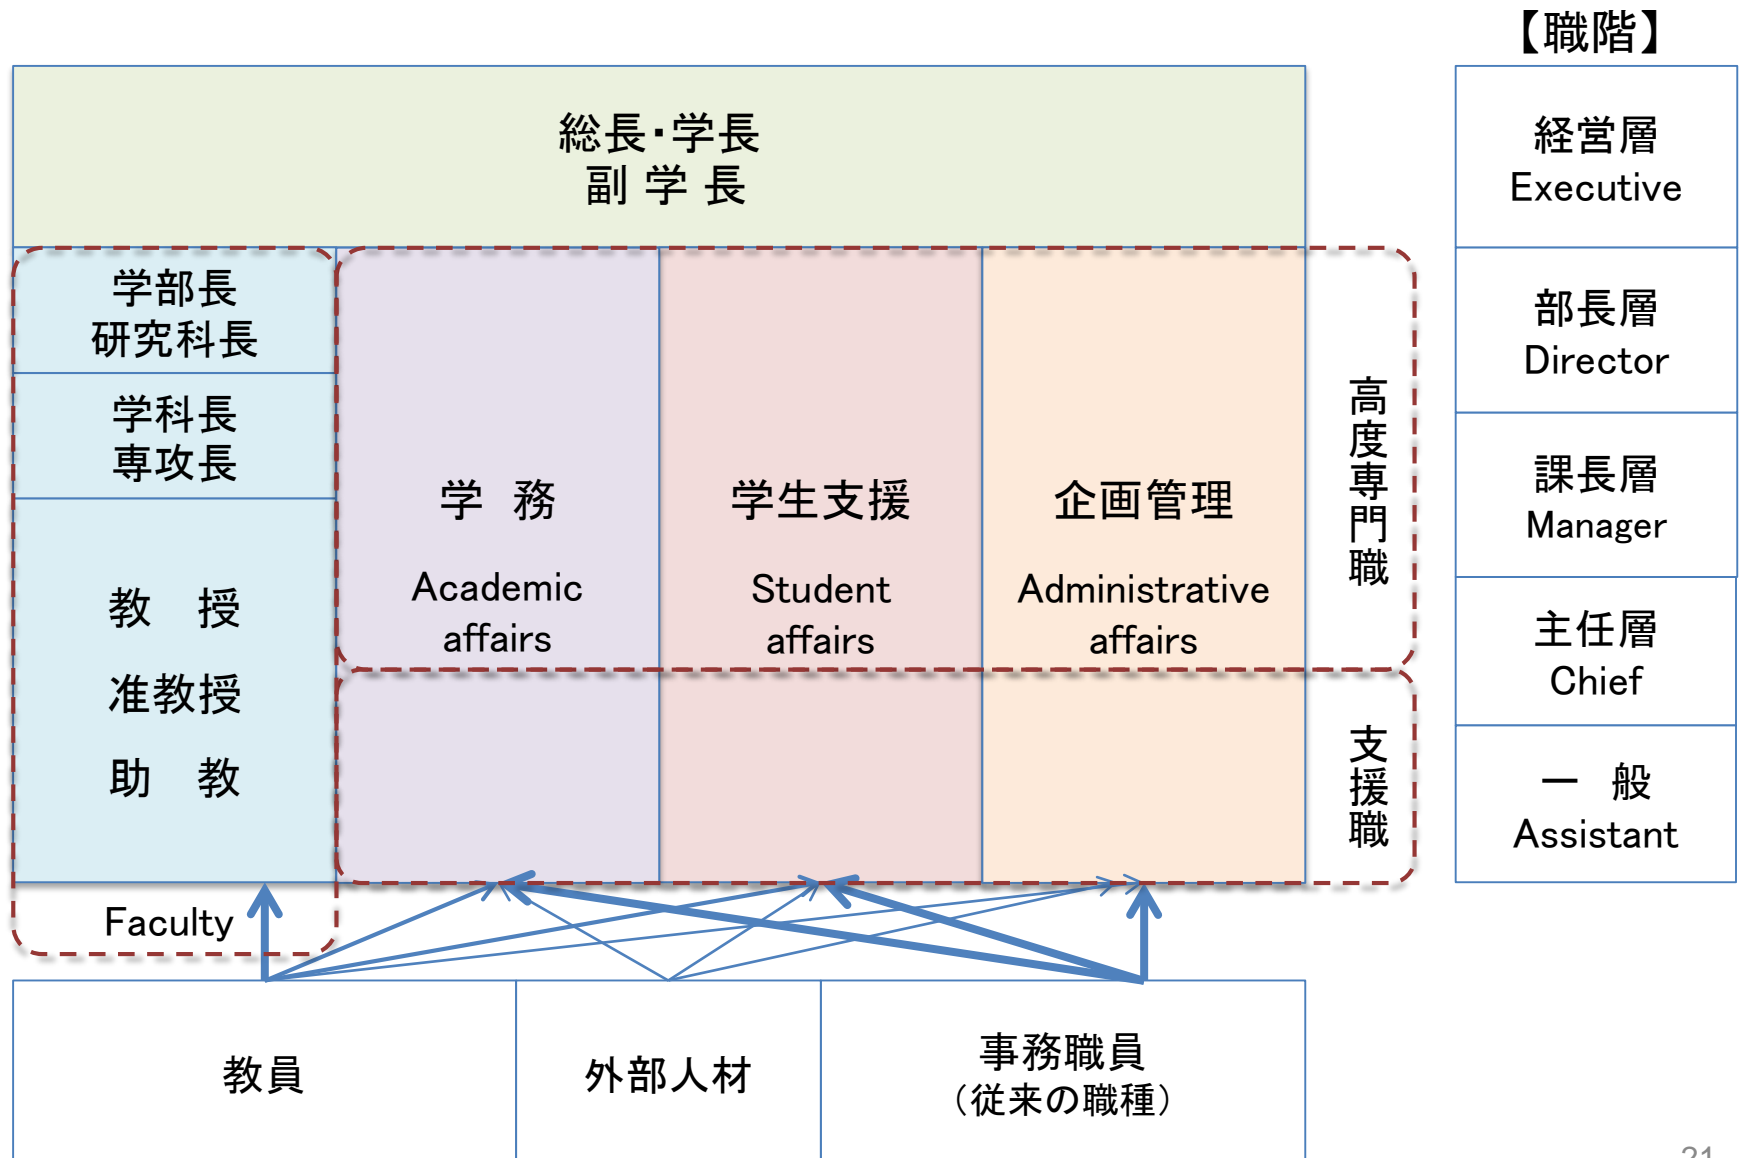 【職階】
総長・学長
副 学 長
学部長
研究科長
学科長
専攻長
教　授
准教授
助　教
Faculty
学 務
Academic
affairs
学生支援
Student
affairs
企画管理
Administrative
affairs
高度専門職
支援職
経営層
Executive
部長層
Director
課長層
Manager
主任層
Chief
一 般
Assistant
教員
外部人材
事務職員
（従来の職種）
21